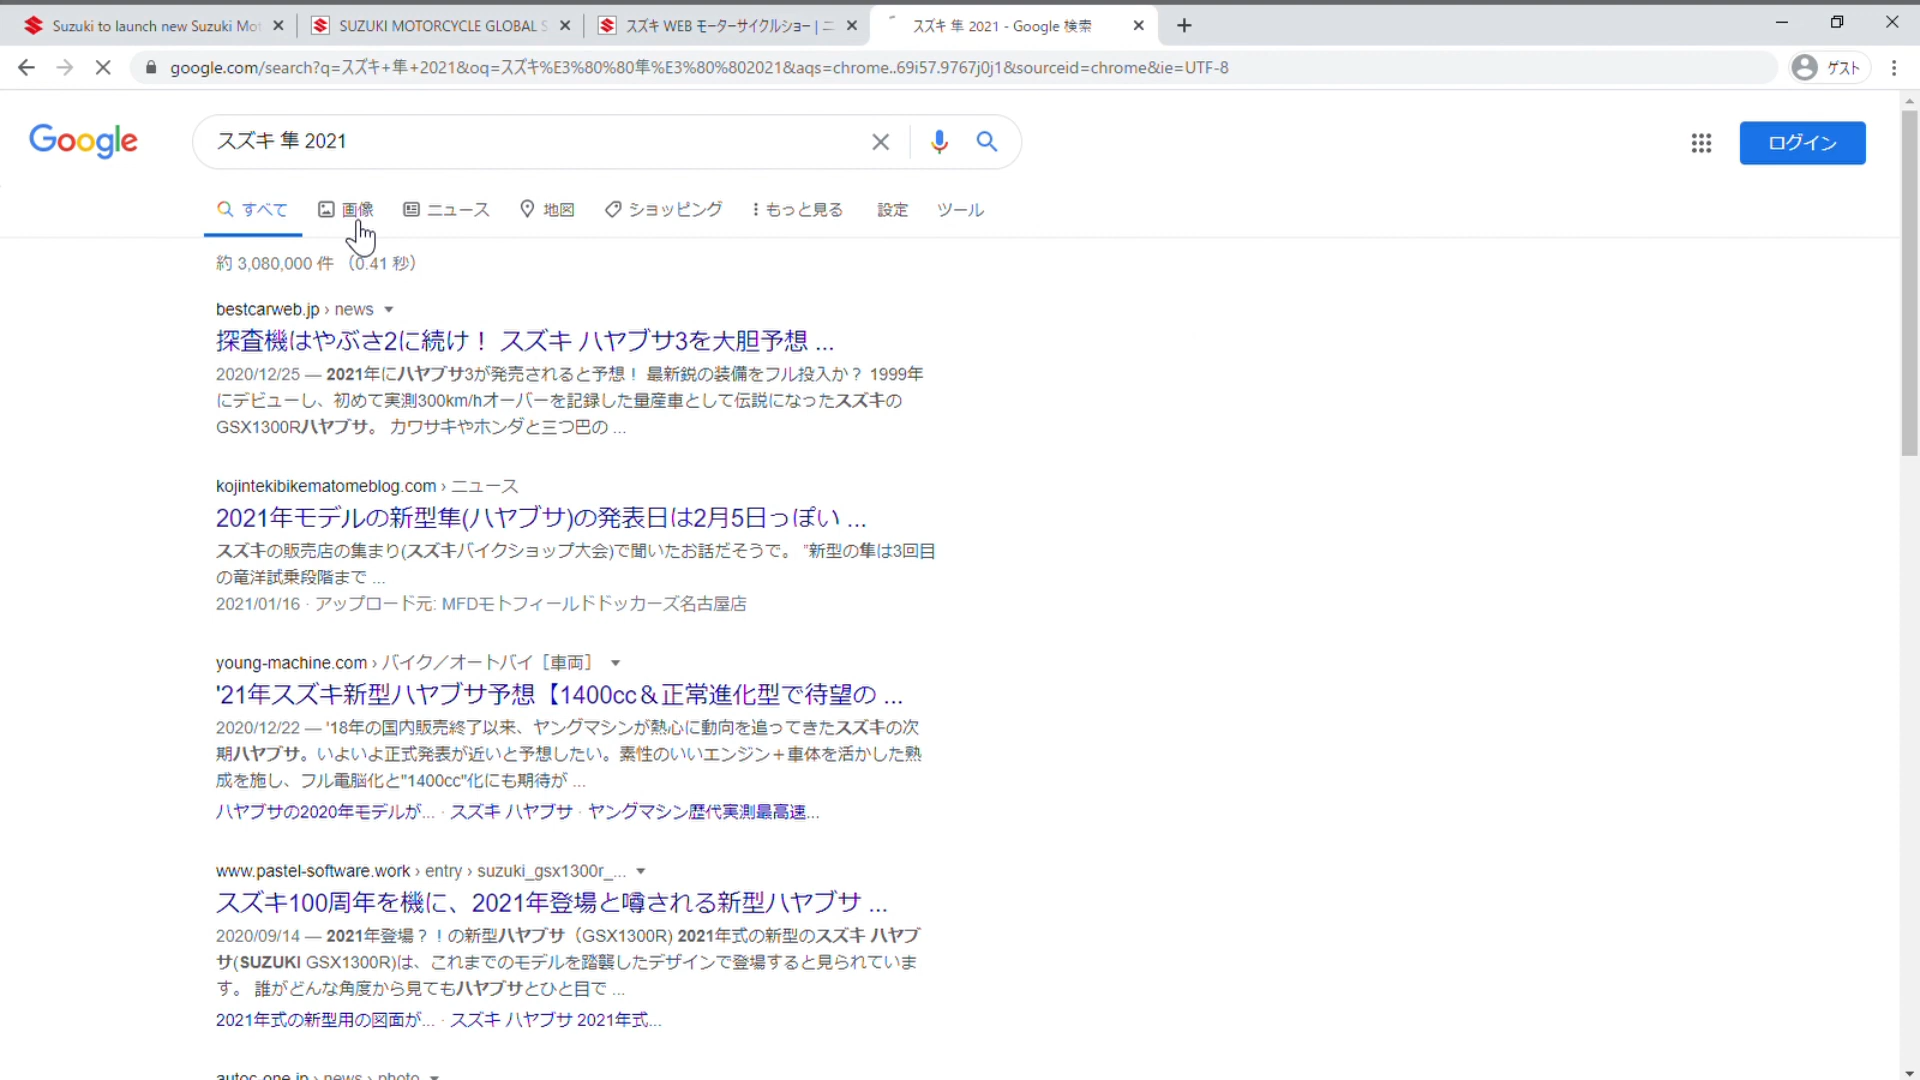 Suzuki to launch new Suzuki Mot
SUZUKI MOTORCYCLE GLOBAL S
スズキ WEB モーターサイクルショー | ニ
スズキ 隼 2021 - Google 検索
google.com/search?q=スズキ+隼+2021&oq=スズキ%E3%80%80隼%E3%80%802021&aqs=chrome..69i57.9767j0j1&sourceid=chrome&ie=UTF-8
ゲスト
Google
スズキ 隼 2021
ログイン
すべて
画像
ニュース
地図
ショッピング
もっと見る
設定
ツール
約 3,080,000 件 (0.41 秒)
bestcarweb.jp › news
探査機はやぶさ2に続け！ スズキ ハヤブサ3を大胆予想 ...
2020/12/25 — 2021年にハヤブサ3が発売されると予想！ 最新鋭の装備をフル投入か？ 1999年
にデビューし、初めて実測300km/hオーバーを記録した量産車として伝説になったスズキの
GSX1300Rハヤブサ。 カワサキやホンダと三つ巴の ...
kojintekibikematomeblog.com › ニュース
2021年モデルの新型隼(ハヤブサ)の発表日は2月5日っぽい ...
スズキの販売店の集まり(スズキバイクショップ大会)で聞いたお話だそうで。 "新型の隼は3回目
の竜洋試乗段階まで ...
2021/01/16 · アップロード元: MFDモトフィールドドッカーズ名古屋店
young-machine.com › バイク／オートバイ［車両］
'21年スズキ新型ハヤブサ予想【1400cc＆正常進化型で待望の ...
2020/12/22 — '18年の国内販売終了以来、ヤングマシンが熱心に動向を追ってきたスズキの次
期ハヤブサ。いよいよ正式発表が近いと予想したい。素性のいいエンジン＋車体を活かした熟
成を施し、フル電脳化と"1400cc"化にも期待が ...
ハヤブサの2020年モデルが... · スズキ ハヤブサ · ヤングマシン歴代実測最高速...
www.pastel-software.work › entry › suzuki_gsx1300r_...
スズキ100周年を機に、2021年登場と噂される新型ハヤブサ ...
2020/09/14 — 2021年登場？！の新型ハヤブサ（GSX1300R) 2021年式の新型のスズキ ハヤブ
サ(SUZUKI GSX1300R)は、これまでのモデルを踏襲したデザインで登場すると見られていま
す。 誰がどんな角度から見てもハヤブサとひと目で ...
2021年式の新型用の図面が... · スズキ ハヤブサ 2021年式...
autoc-one.jp › news › photo